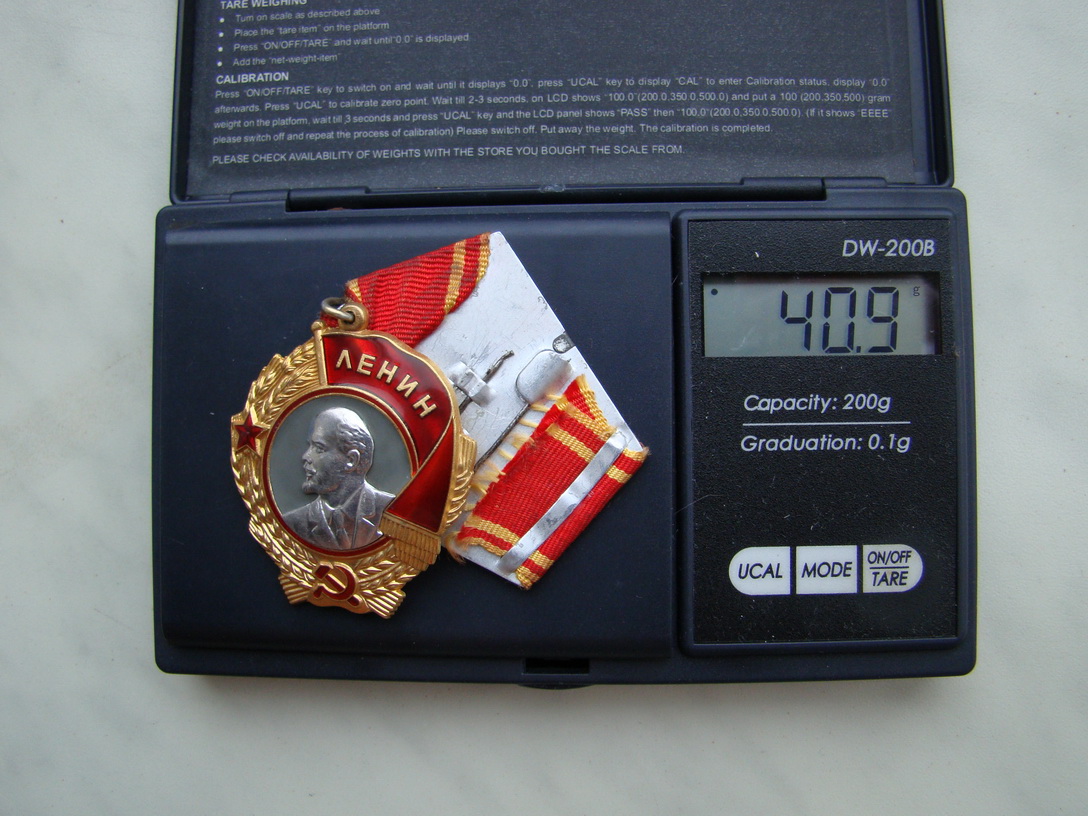 TARE WEIGHING
• Turn on scale as described above
• Place the "tare item" on the platform
• Press "ON/OFF/TARE" and wait until"0.0" is displayed
• Add the "net-weight-item"
CALIBRATION
Press "ON/OFF/TARE" key to switch on and wait until it displays "0.0", press "UCAL" key to display "CAL" to enter Calibration status, display "0.0"
afterwards. Press "UCAL" to calibrate zero point. Wait till 2-3 seconds, on LCD shows "100.0"(200.0,350.0,500.0) and put a 100 (200,350,500) gram
weight on the platform, wait till 3 seconds and press "UCAL" key and the LCD panel shows "PASS" then "100.0"(200.0,350.0,500.0). (If it shows "EEEE"
please switch off and repeat the process of calibration) Please switch off. Put away the weight. The calibration is completed.
PLEASE CHECK AVAILABILITY OF WEIGHTS WITH THE STORE YOU BOUGHT THE SCALE FROM.
DW-200B
40.9 g
Capacity: 200g
Graduation: 0.1g
UCAL MODE ON/OFF
TARE
ЛЕНИН